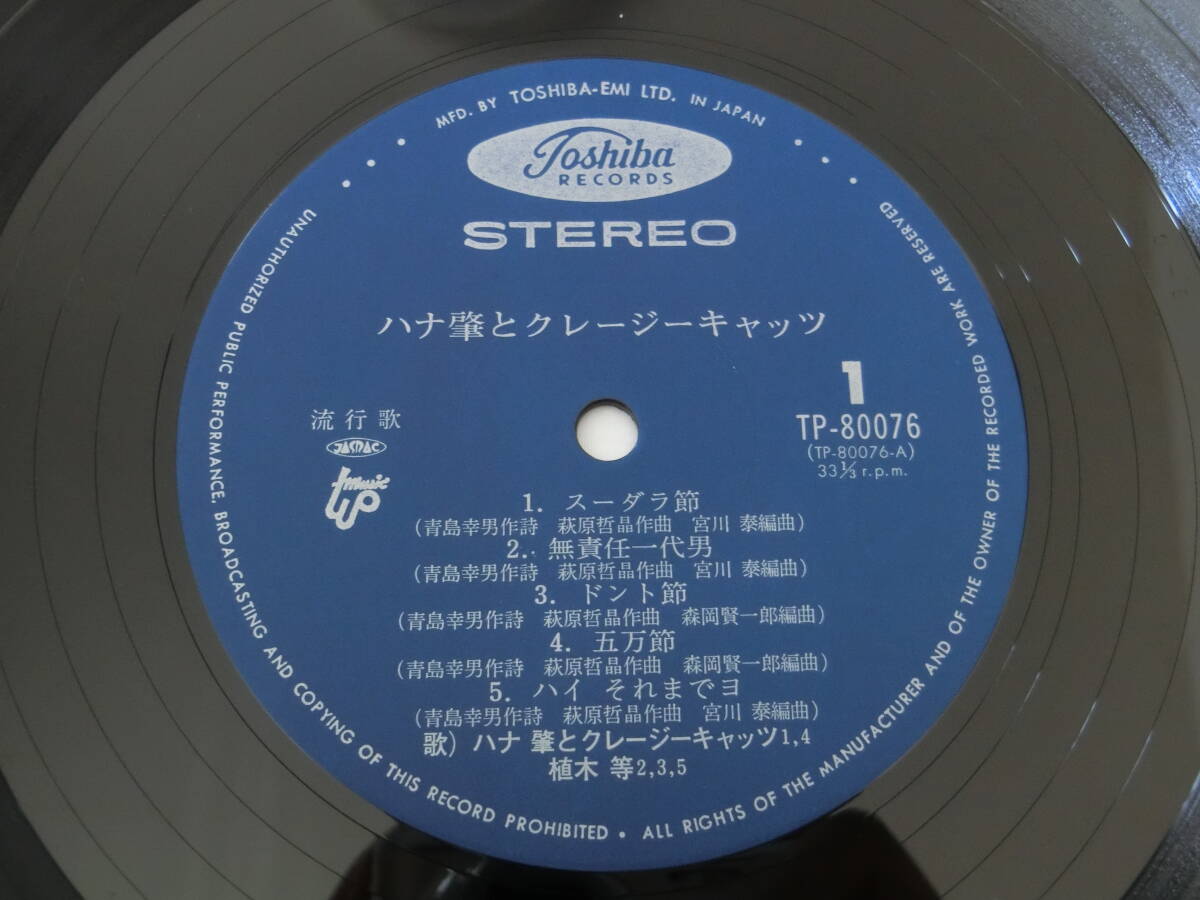 MFD. BY TOSHIBA-EMI LTD. IN JAPAN
Toshiba
RECORDS
STEREO
ハナ肇とクレージーキャッツ
1
TP-80076
(TP-80076-A)
33⅓ r.p.m.
流行歌
JASRAC
music
UP
1. スーダラ節
(青島幸男作詩 萩原哲晶作曲 宮川 泰編曲)
2. 無責任一代男
(青島幸男作詩 萩原哲晶作曲 宮川 泰編曲)
3. ドント節
(青島幸男作詩 萩原哲晶作曲 森岡賢一郎編曲)
4. 五万節
(青島幸男作詩 萩原哲晶作曲 森岡賢一郎編曲)
5. ハイ それまでヨ
(青島幸男作詩 萩原哲晶作曲 宮川 泰編曲)
歌) ハナ 肇とクレージーキャッツ1,4
植木 等2,3,5
UNAUTHORIZED PUBLIC PERFORMANCE, BROADCASTING AND COPYING OF THIS RECORD PROHIBITED • ALL RIGHTS OF THE MANUFACTURER AND OF THE OWNER OF THE RECORDED WORK ARE RESERVED